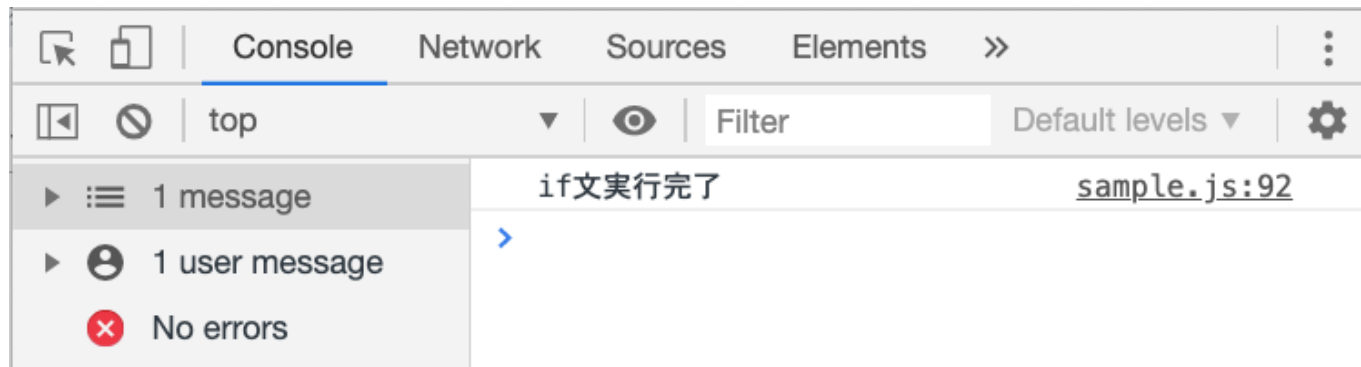 Console Network Sources Elements »
top ▼ Filter Default levels ▼
1 message
if文実行完了 sample.js:92
1 user message
No errors